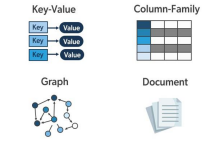 Key-Value
Column-Family
Key Value
Key Value
Key Value
Graph
Document